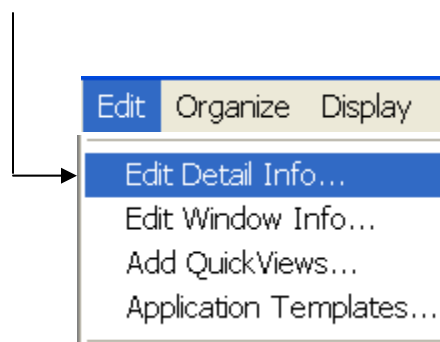 Edit Organize Display
Edit Detail Info...
Edit Window Info...
Add QuickViews...
Application Templates...